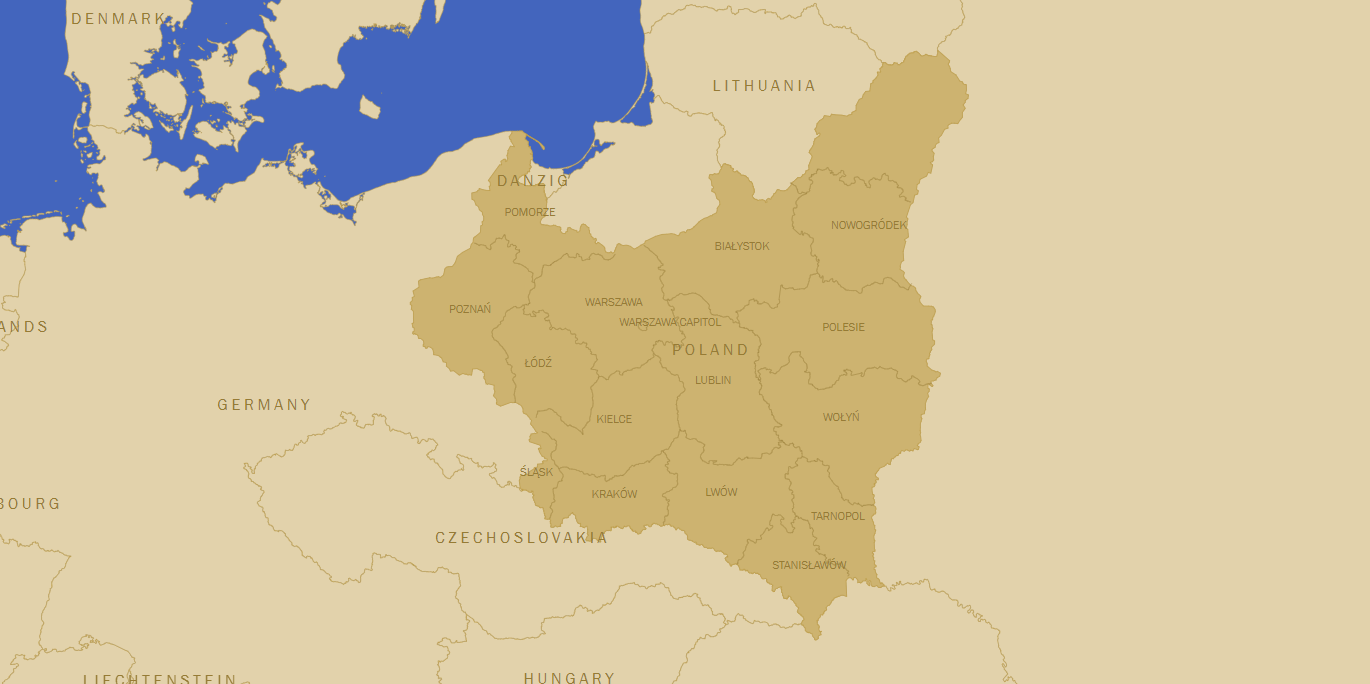 DENMARK
LITHUANIA
DANZIG
POMORZE
NOWOGRÓDEK
BIAŁYSTOK
WARSZAWA
POZNAŃ
WARSZAWA CAPITOL
ANDS
POLESIE
POLAND
ŁÓDŹ
LUBLIN
GERMANY
KIELCE
WOŁYŃ
ŚLĄSK
KRAKÓW
LWÓW
BOURG
TARNOPOL
CZECHOSLOVAKIA
STANISŁAWÓW
HUNGARY
LIECHTENSTEIN